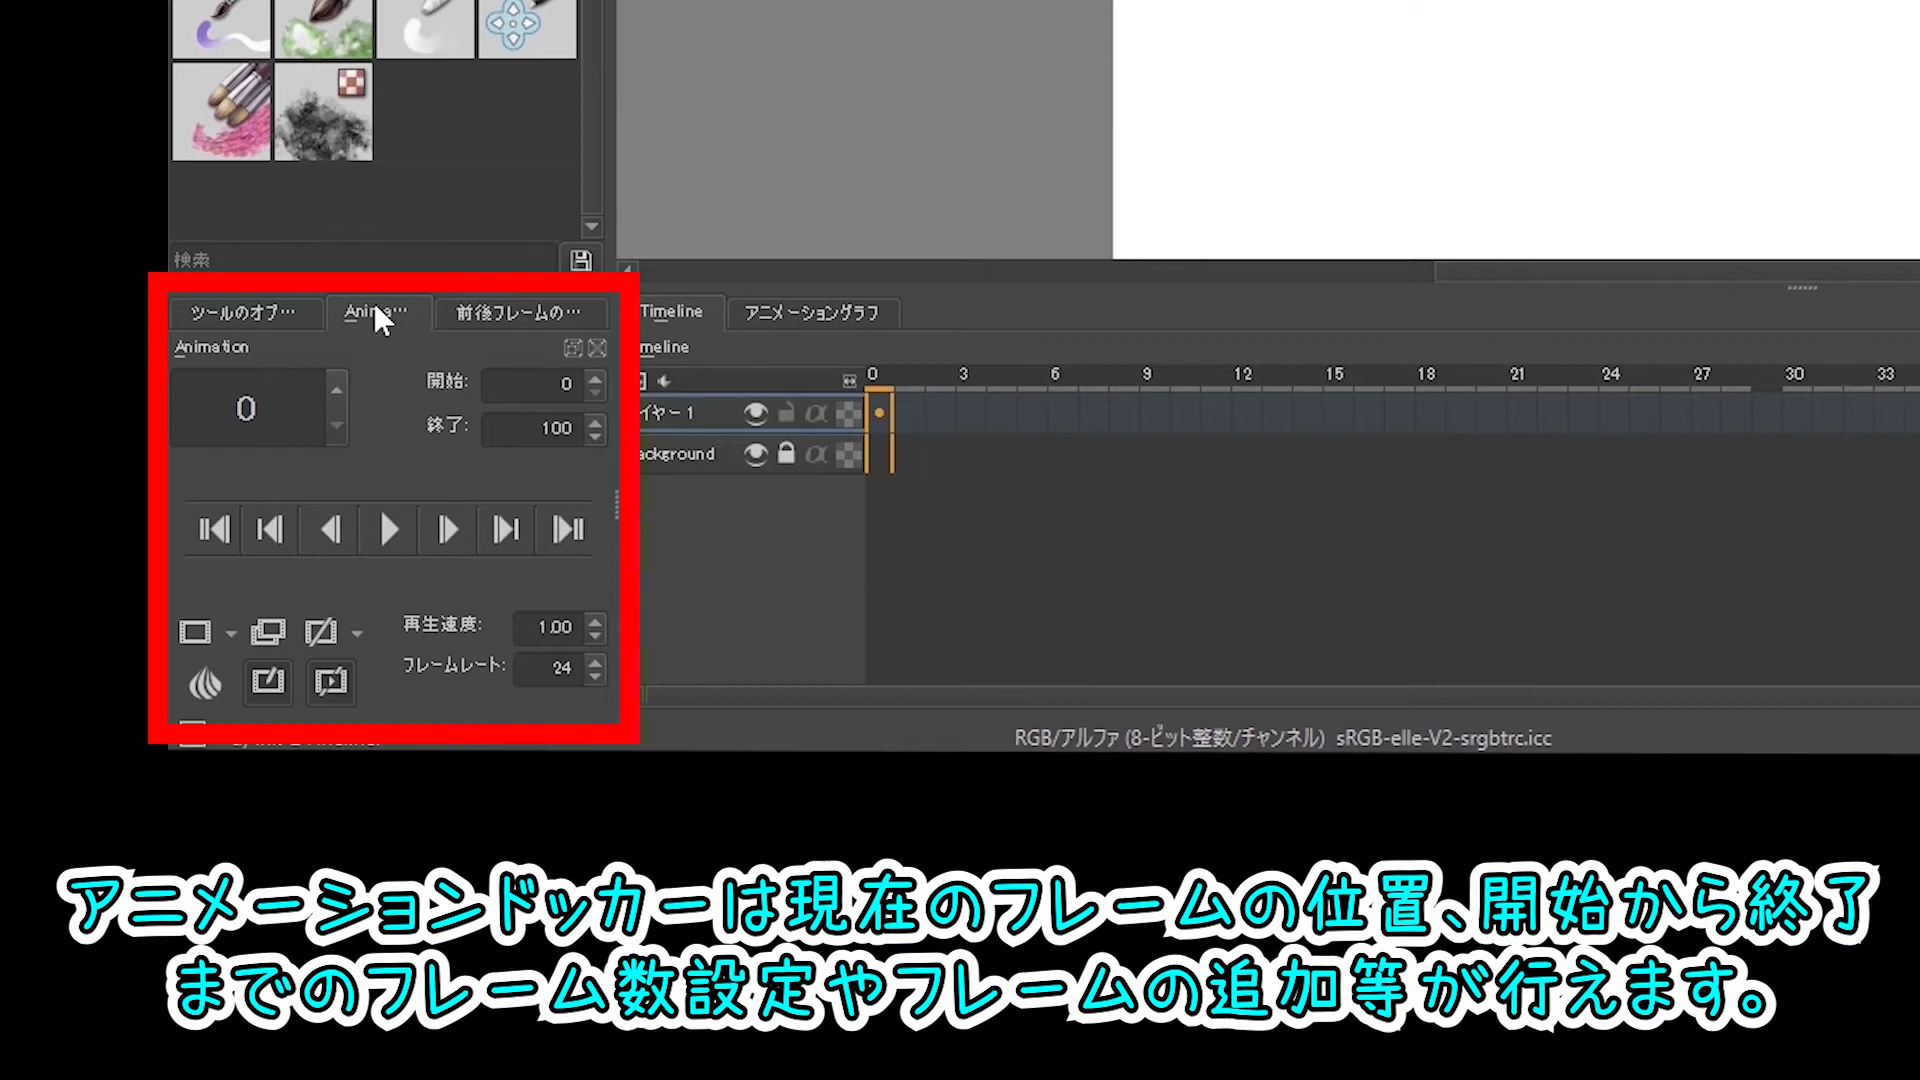 検索
ツールのオプ… Anima… 前後フレームの… Timeline アニメーショングラフ
Animation
meline
0
開始: 0
終了: 100
0 3 6 9 12 15 18 21 24 27 30 33
イヤー 1
ackground
再生速度: 1.00
フレームレート: 24
RGB/アルファ (8-ビット整数/チャンネル) sRGB-elle-V2-srgbtrc.icc
アニメーションドッカーは現在のフレームの位置、開始から終了
までのフレーム数設定やフレームの追加等が行えます。